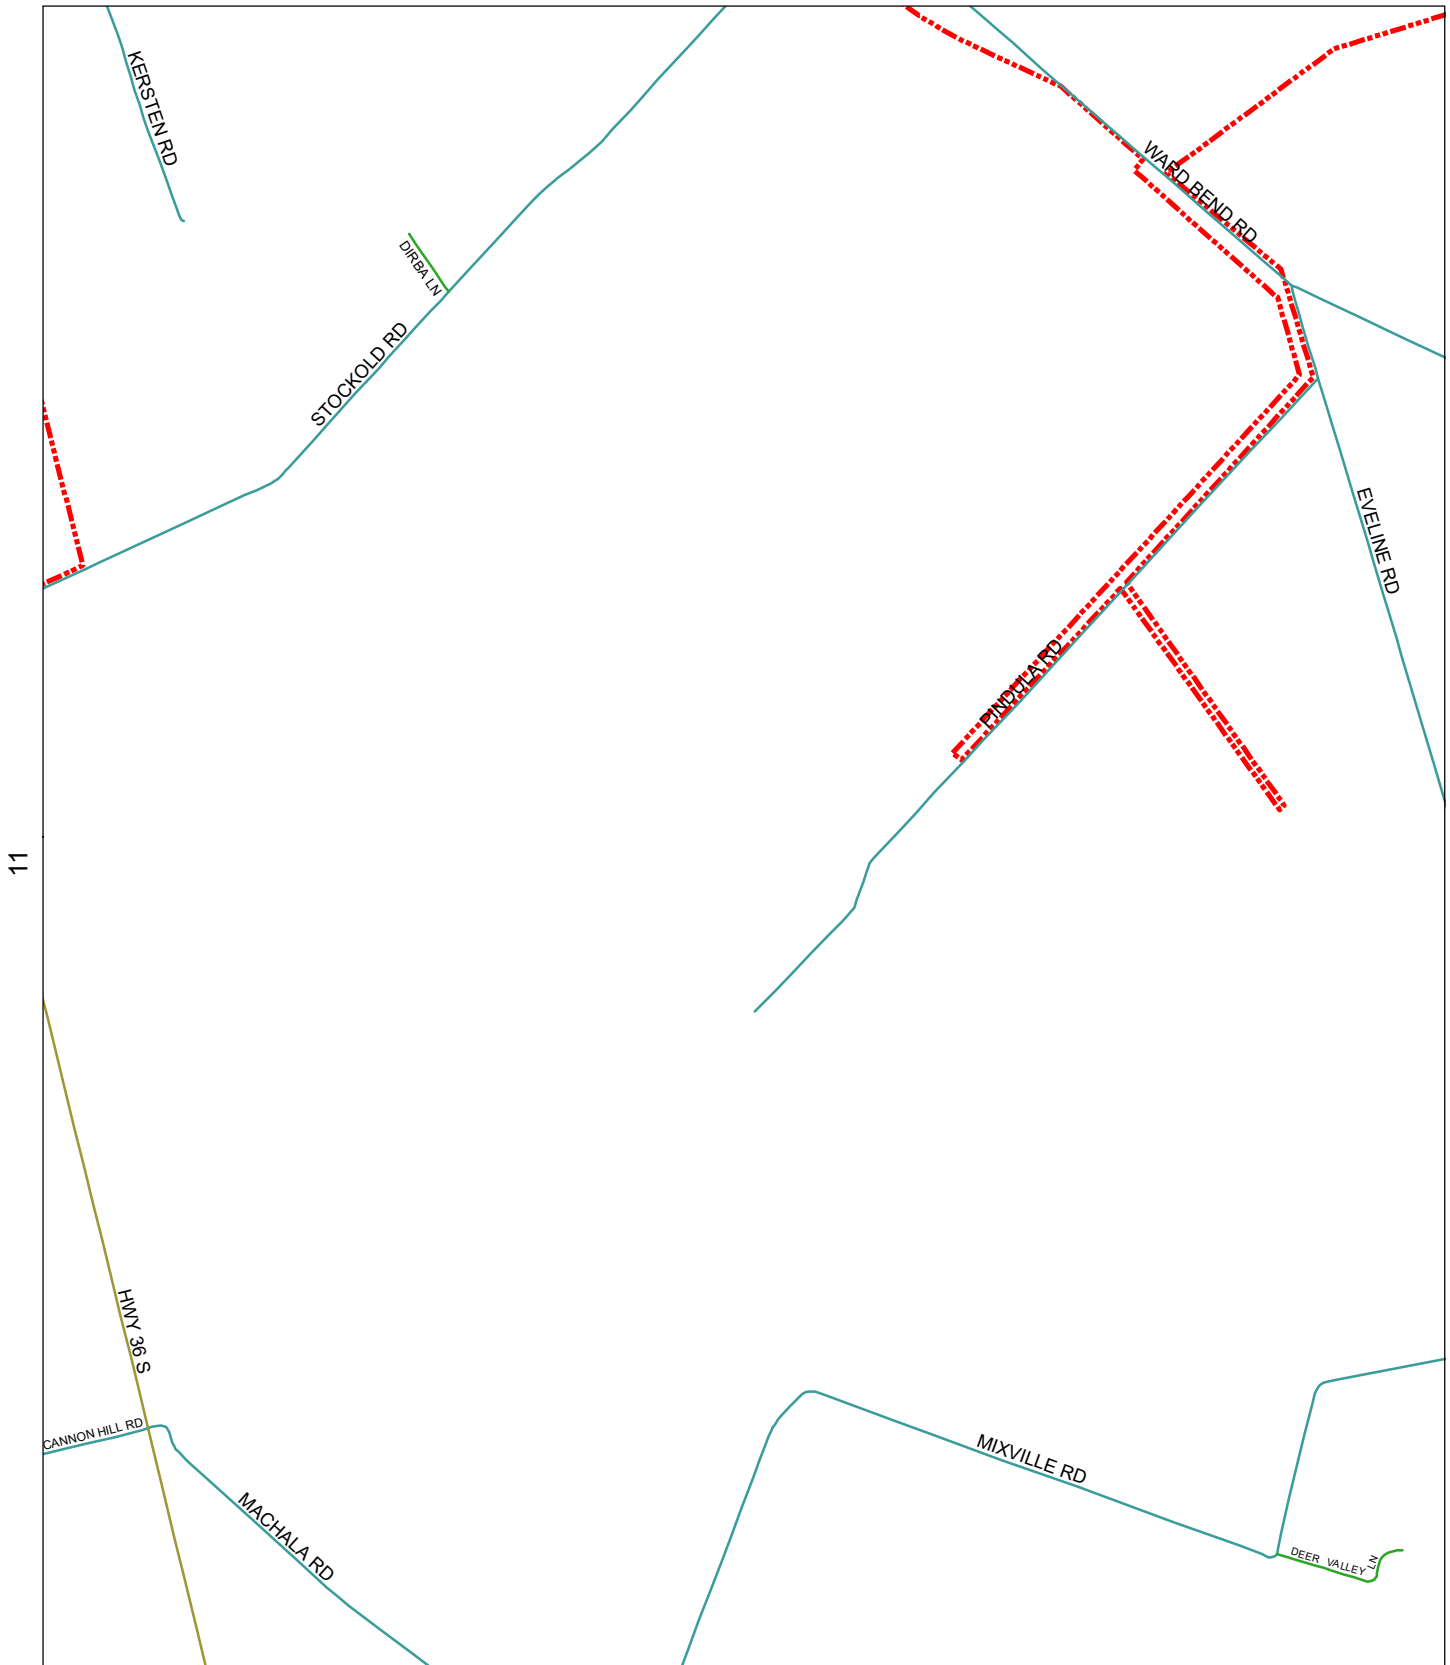 KERSTEN RD
WARD BEND RD
DIRBA LN
STOCKOLD RD
EVELINE RD
PINDULA RD
11
HWY 36 S
CANNON HILL RD
MIXVILLE RD
MACHALA RD
DEER VALLEY LN